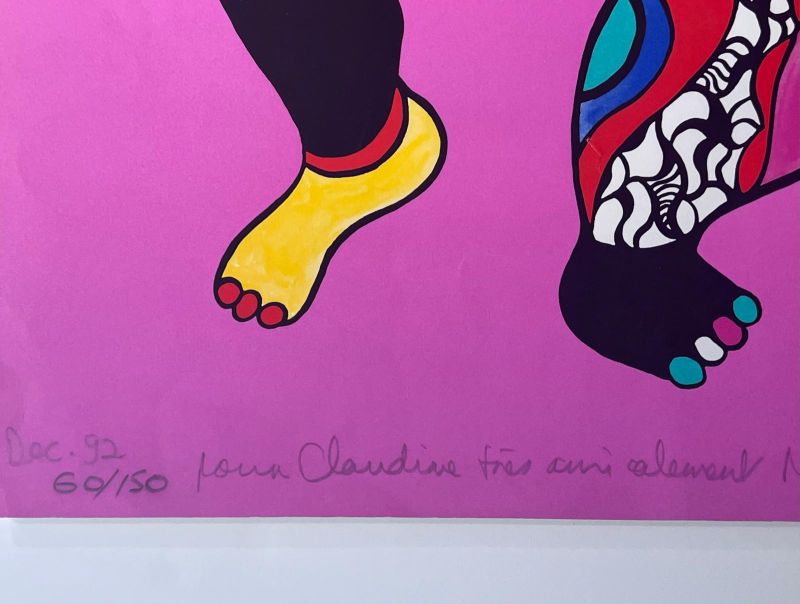 Dec. 92
60/150
pour Claudine très amicalement N